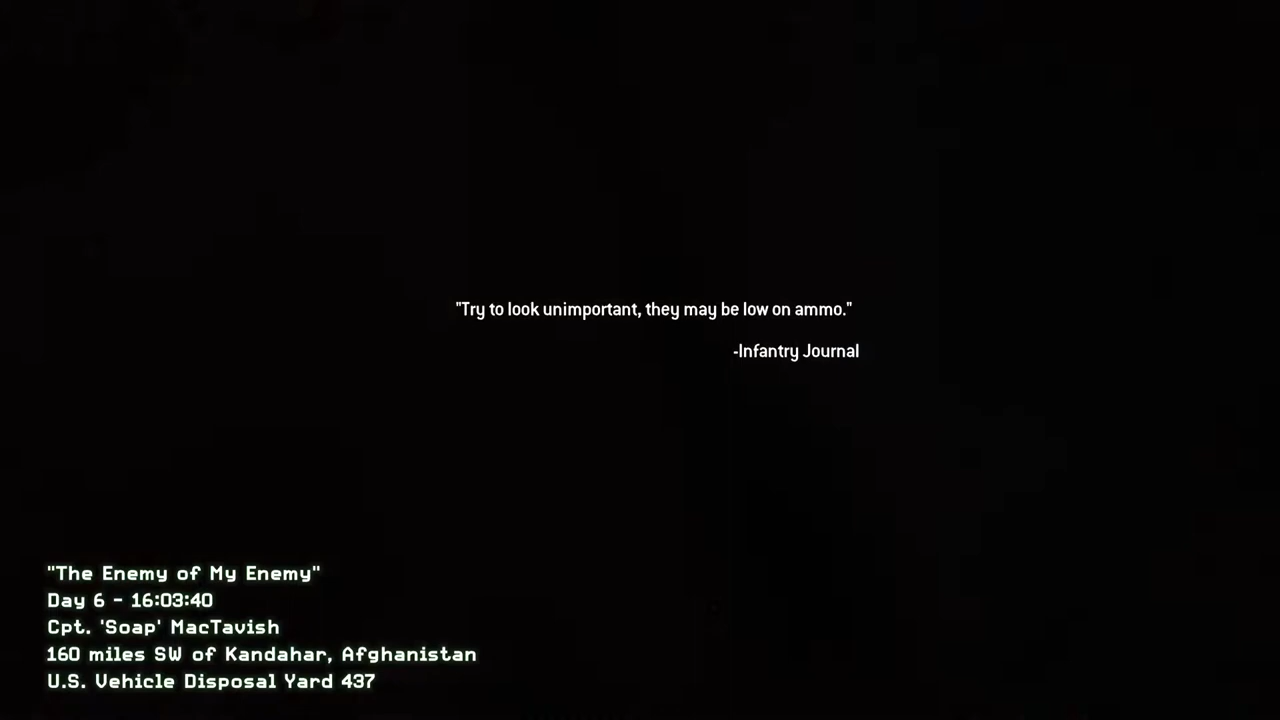 "Try to look unimportant, they may be low on ammo."
-Infantry Journal
"The Enemy of My Enemy"
Day 6 - 16:03:40
Cpt. 'Soap' MacTavish
160 miles SW of Kandahar, Afghanistan
U.S. Vehicle Disposal Yard 437